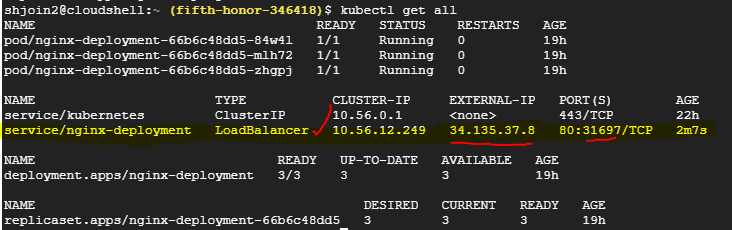 shjoin2@cloudshell:~ (fifth-honor-346418)$ kubectl get all
NAME READY STATUS RESTARTS AGE
pod/nginx-deployment-66b6c48dd5-84w4l 1/1 Running 0 19h
pod/nginx-deployment-66b6c48dd5-mlh72 1/1 Running 0 19h
pod/nginx-deployment-66b6c48dd5-zhgpj 1/1 Running 0 19h
NAME TYPE CLUSTER-IP EXTERNAL-IP PORT(S) AGE
service/kubernetes ClusterIP 10.56.0.1 <none> 443/TCP 22h
service/nginx-deployment LoadBalancer 10.56.12.249 34.135.37.8 80:31697/TCP 2m7s
NAME READY UP-TO-DATE AVAILABLE AGE
deployment.apps/nginx-deployment 3/3 3 3 19h
NAME DESIRED CURRENT READY AGE
replicaset.apps/nginx-deployment-66b6c48dd5 3 3 3 19h